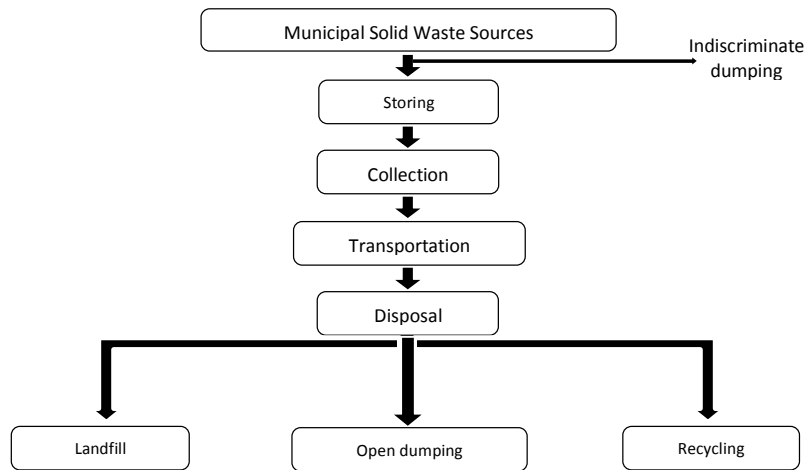 Municipal Solid Waste Sources
Indiscriminate
dumping
Storing
Collection
Transportation
Disposal
Landfill
Open dumping
Recycling